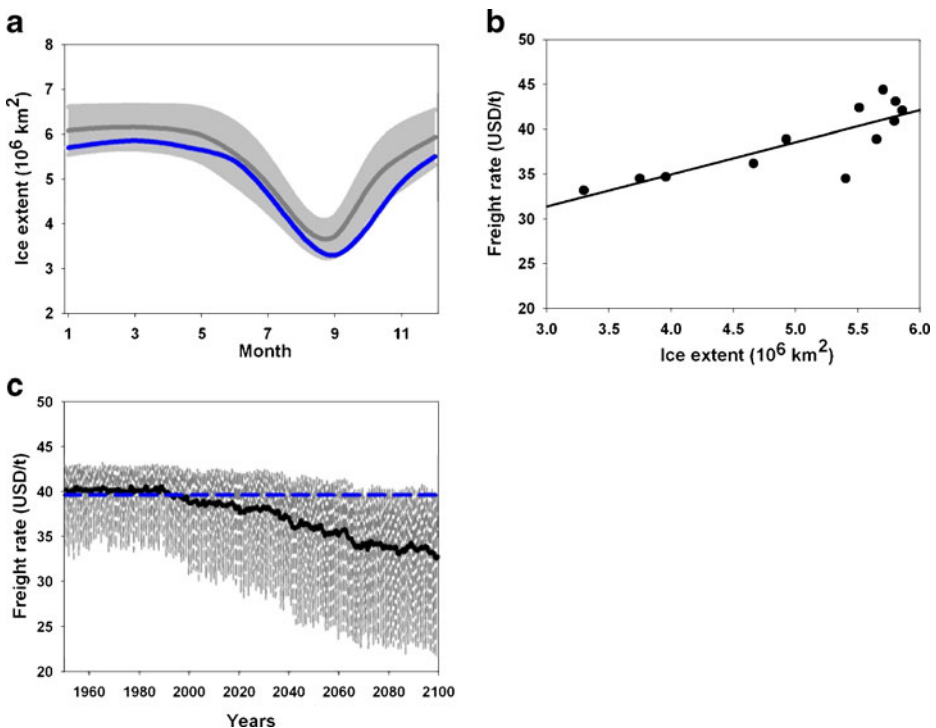 a
8
7
6
5
4
3
2
Ice extent (10⁶ km²)
1 3 5 7 9 11
Month
b
50
45
40
35
30
25
20
Freight rate (USD/t)
3.0 3.5 4.0 4.5 5.0 5.5 6.0
Ice extent (10⁶ km²)
c
50
45
40
35
30
25
20
Freight rate (USD/t)
1960 1980 2000 2020 2040 2060 2080 2100
Years